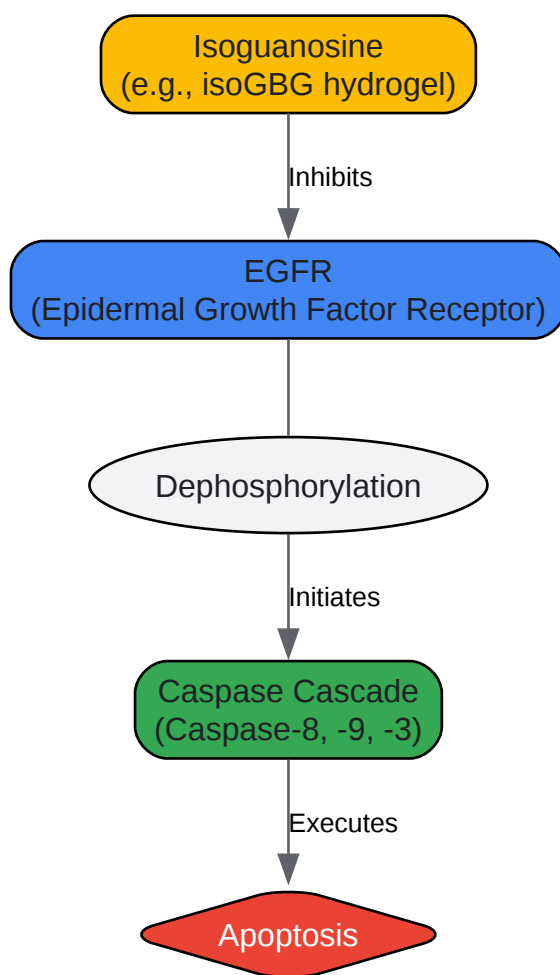 Isoguanosine
(e.g., isoGBG hydrogel)
Inhibits
EGFR
(Epidermal Growth Factor Receptor)
Dephosphorylation
Initiates
Caspase Cascade
(Caspase-8, -9, -3)
Executes
Apoptosis